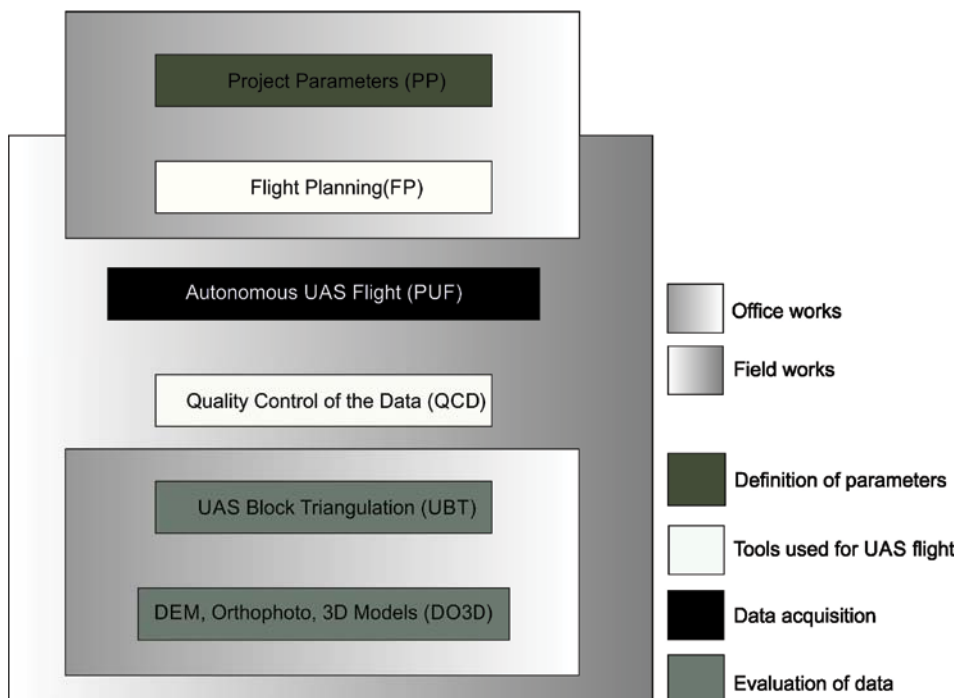 Project Parameters (PP)
Flight Planning(FP)
Autonomous UAS Flight (PUF)
Quality Control of the Data (QCD)
UAS Block Triangulation (UBT)
DEM, Orthophoto, 3D Models (DO3D)
Office works
Field works
Definition of parameters
Tools used for UAS flight
Data acquisition
Evaluation of data